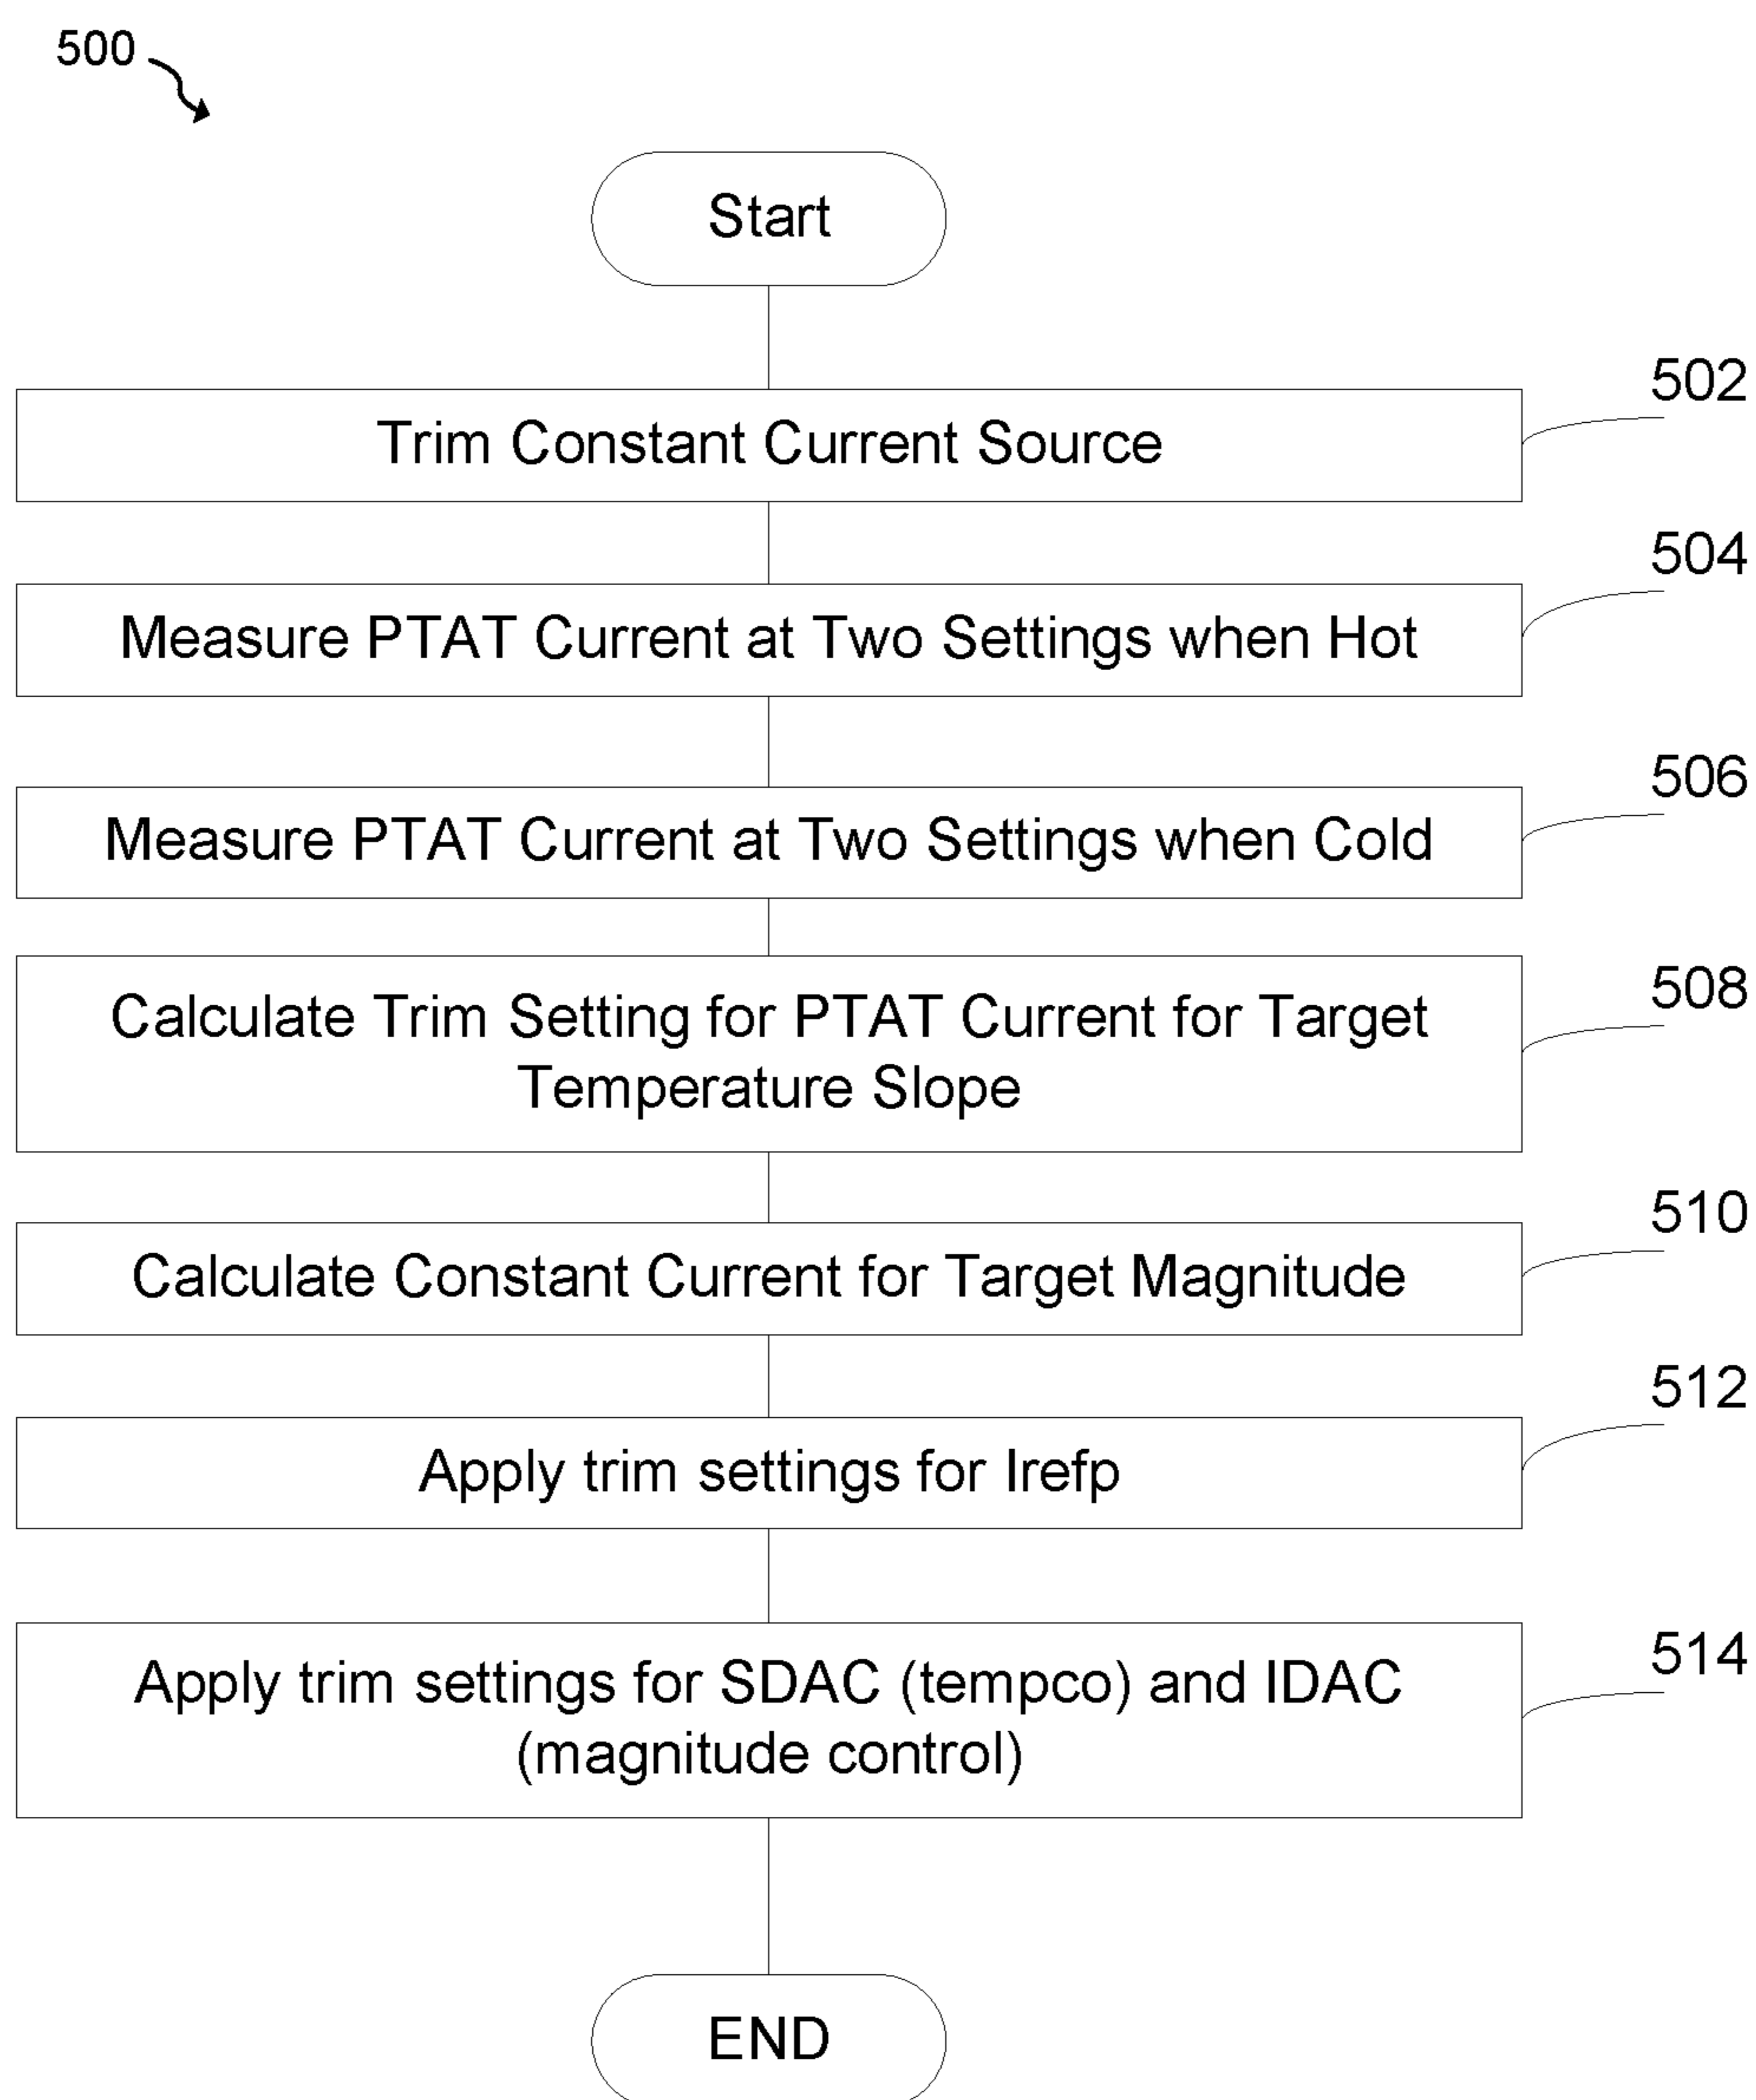 500
Start
502
Trim Constant Current Source
504
Measure PTAT Current at Two Settings when Hot
506
Measure PTAT Current at Two Settings when Cold
508
Calculate Trim Setting for PTAT Current for Target
Temperature Slope
510
Calculate Constant Current for Target Magnitude
512
Apply trim settings for Irefp
514
Apply trim settings for SDAC (tempco) and IDAC
(magnitude control)
END